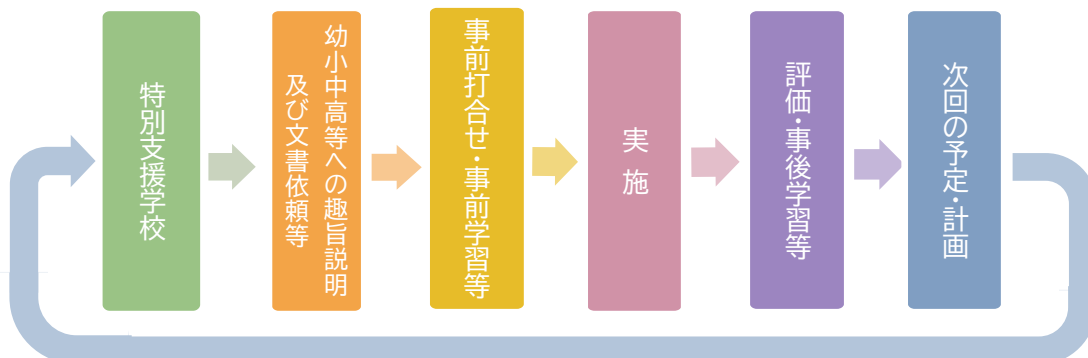 特別支援学校
幼小中高等への趣旨説明
及び文書依頼等
事前打合せ・事前学習等
実施
評価・事後学習等
次回の予定・計画